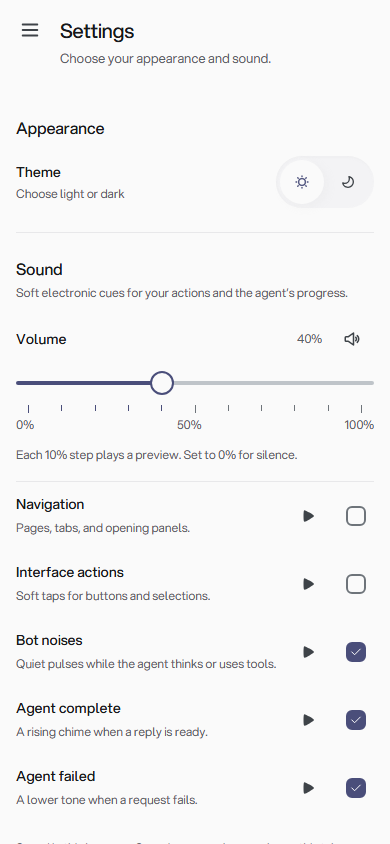 Settings
Choose your appearance and sound.
Appearance
Theme
Choose light or dark
Sound
Soft electronic cues for your actions and the agent's progress.
Volume
40%
0%
50%
100%
Each 10% step plays a preview. Set to 0% for silence.
Navigation
Pages, tabs, and opening panels.
Interface actions
Soft taps for buttons and selections.
Bot noises
Quiet pulses while the agent thinks or uses tools.
Agent complete
A rising chime when a reply is ready.
Agent failed
A lower tone when a request fails.